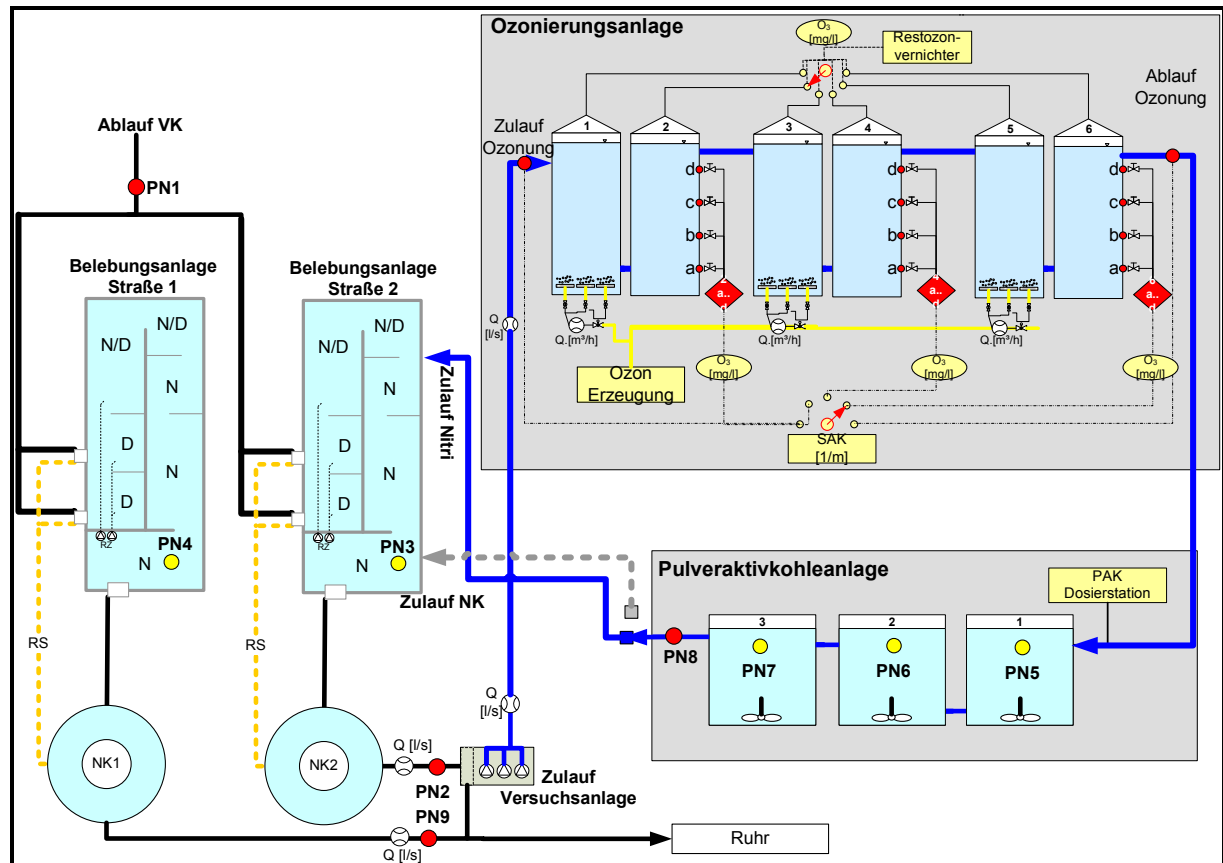 Ozonierungsanlage
O₃
[mg/l]
Restozon-
vernichter
Ablauf
Ozonung
Zulauf
Ozonung
1
2
3
4
5
6
d
c
b
a
d
c
b
a
d
c
b
a
a..
a..
a..
Q.[m³/h]
Q.[m³/h]
Q.[m³/h]
Ozon
Erzeugung
O₃
[mg/l]
O₃
[mg/l]
O₃
[mg/l]
SAK
[1/m]
Ablauf VK
PN1
Belebungsanlage
Straße 1
N/D
N/D
N
D
N
D
RZ
PN4
N
Belebungsanlage
Straße 2
N/D
N/D
N
D
N
D
RZ
PN3
N
Zulauf Nitri
Zulauf NK
Q
[l/s]
RS
RS
NK1
NK2
Q [l/s]
PN2
PN9
Q [l/s]
Q
[l/s]
Zulauf
Versuchsanlage
Ruhr
Pulveraktivkohleanlage
PAK
Dosierstation
3
2
1
PN8
PN7
PN6
PN5